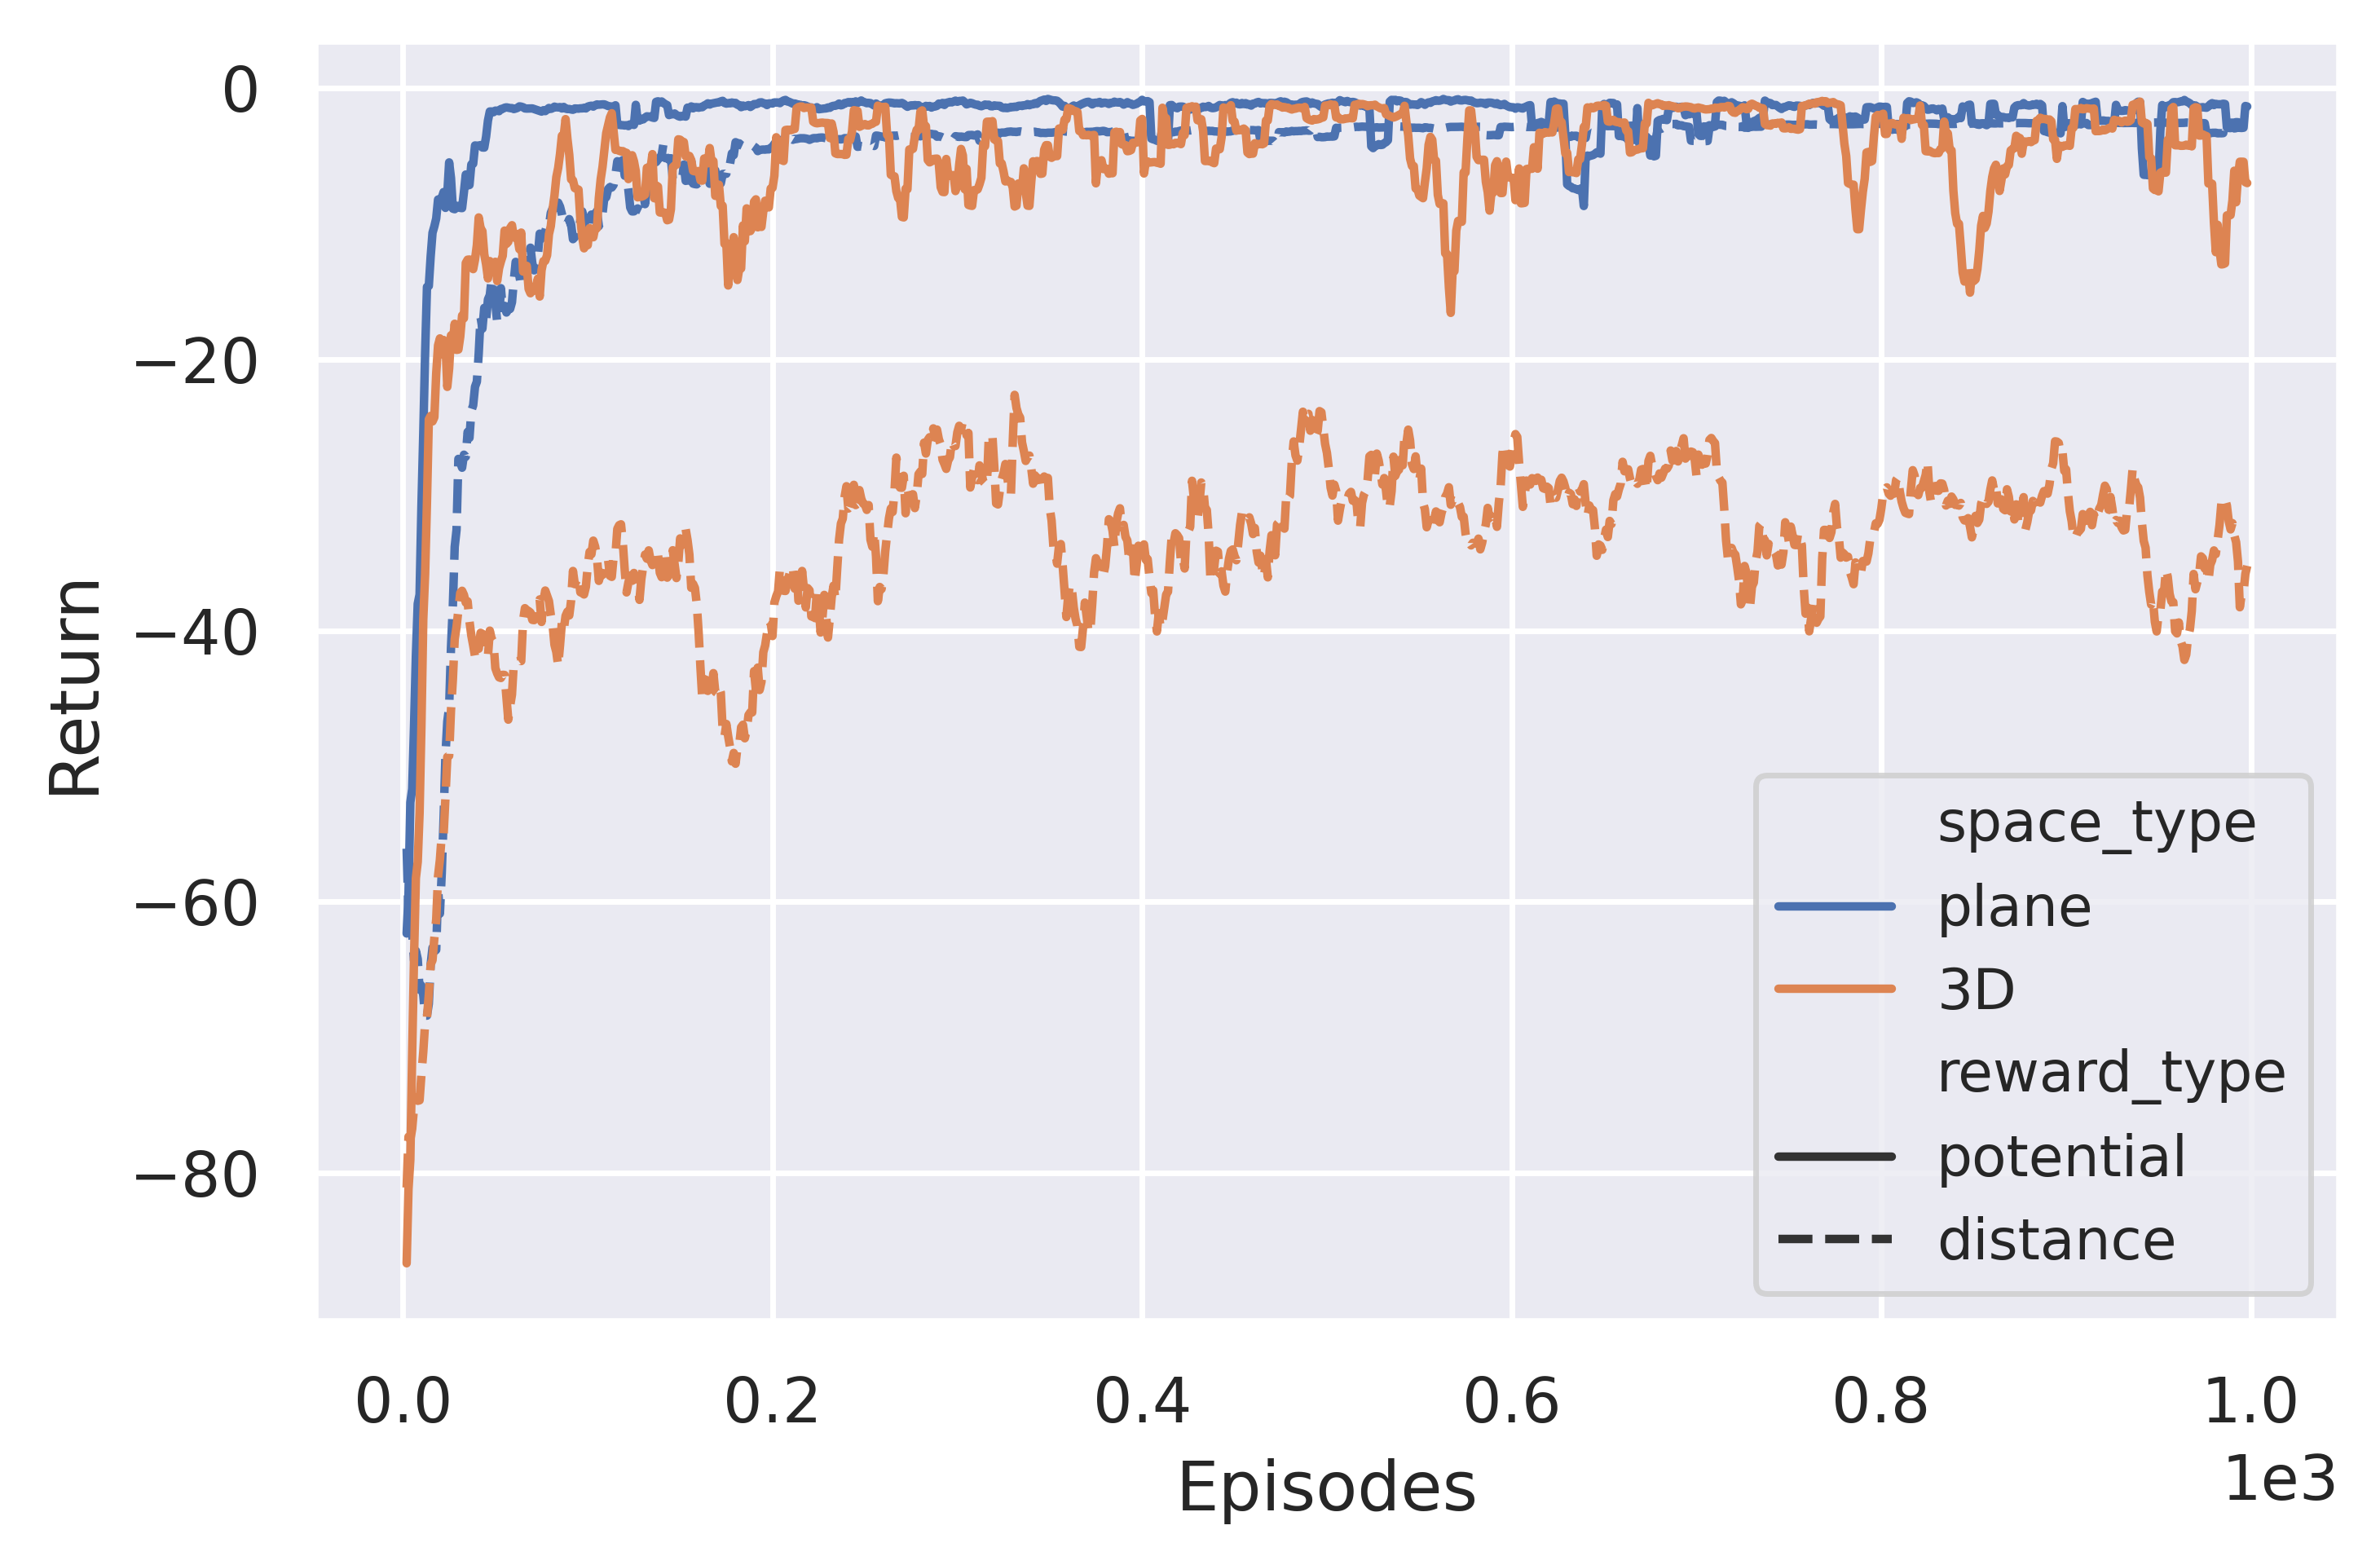 0
−20
−40
−60
−80
Return
space_type
plane
3D
reward_type
potential
distance
0.0 0.2 0.4 0.6 0.8 1.0
1e3
Episodes